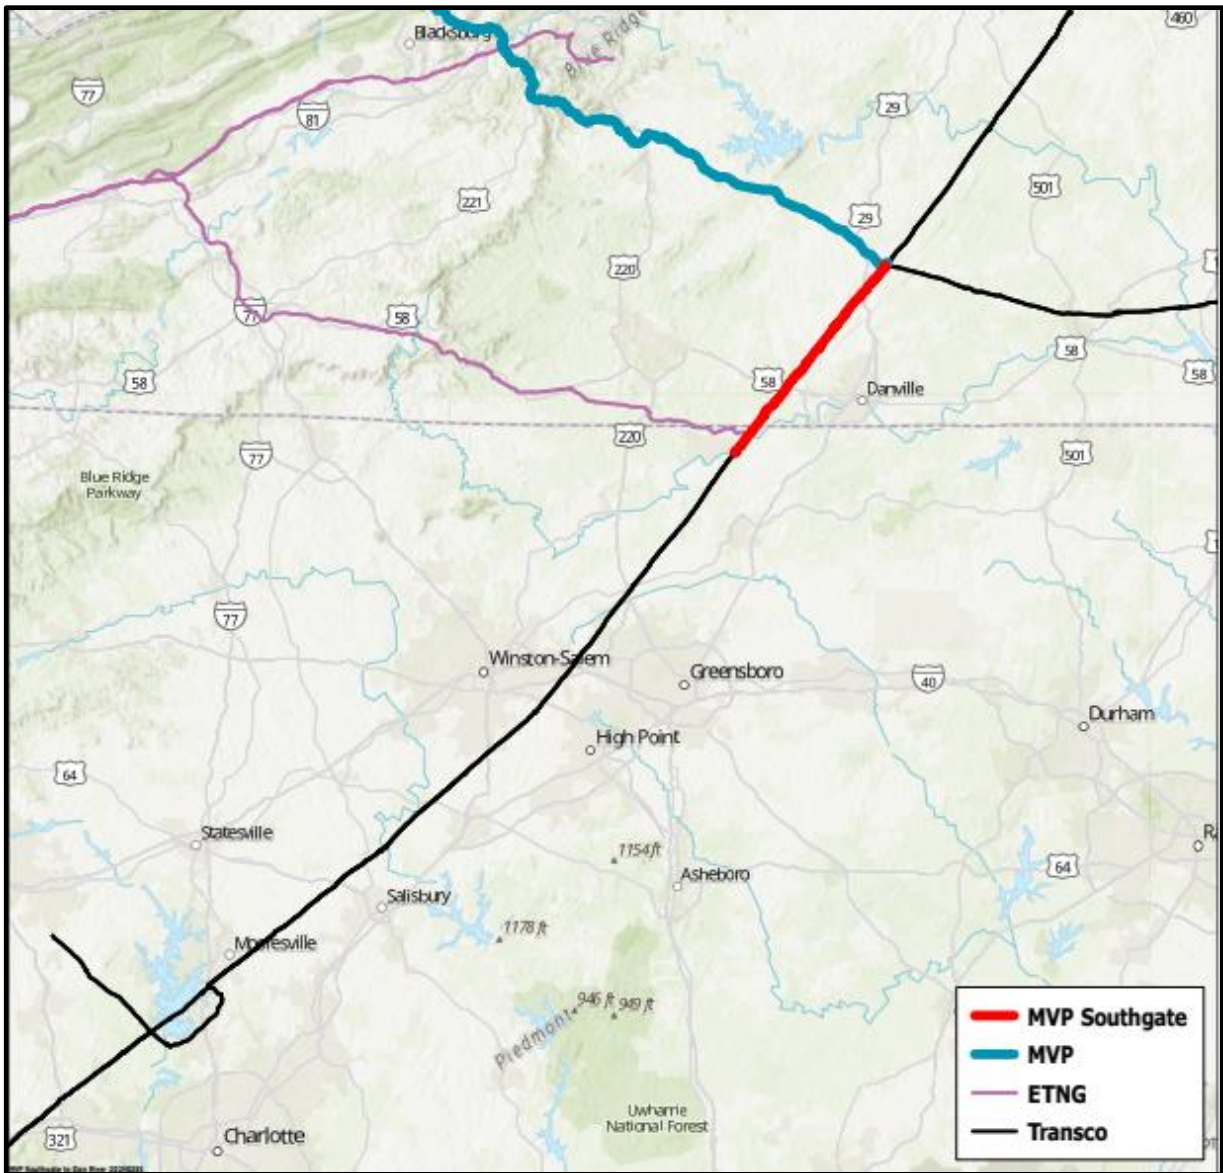 460
Blacksburg
Blue Ridge
77
29
81
501
221
29
220
77
58
58
58
58
58
Danville
220
77
501
Blue Ridge
Parkway
77
Winston-Salem
Greensboro
40
Durham
High Point
64
Statesville
1154 ft
64
Asheboro
Salisbury
1178 ft
Mooresville
946 ft
949 ft
Piedmont
MVP Southgate
MVP
ETNG
Transco
Uwharrie
National Forest
321
Charlotte